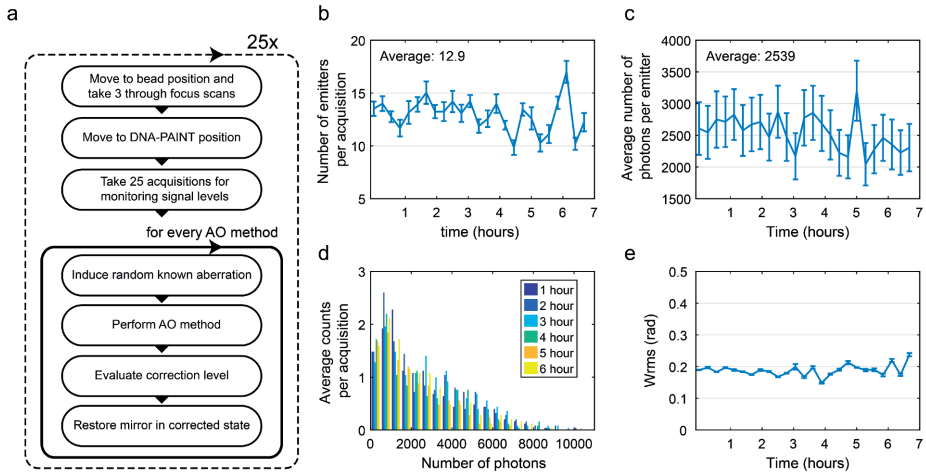 a
25x
Move to bead position and
take 3 through focus scans
Move to DNA-PAINT position
Take 25 acquisitions for
monitoring signal levels
for every AO method
Induce random known aberration
Perform AO method
Evaluate correction level
Restore mirror in corrected state
b
Number of emitters
per acquisition
20
15
10
5
Average: 12.9
1 2 3 4 5 6 7
time (hours)
c
Average number of
photons per emitter
4000
3500
3000
2500
2000
1500
Average: 2539
1 2 3 4 5 6 7
Time (hours)
d
Average counts
per acquisition
3
2
1
0
1 hour
2 hour
3 hour
4 hour
5 hour
6 hour
0 2000 4000 6000 8000 10000
Number of photons
e
Wrms (rad)
0.5
0.4
0.3
0.2
0.1
0
1 2 3 4 5 6 7
Time (hours)